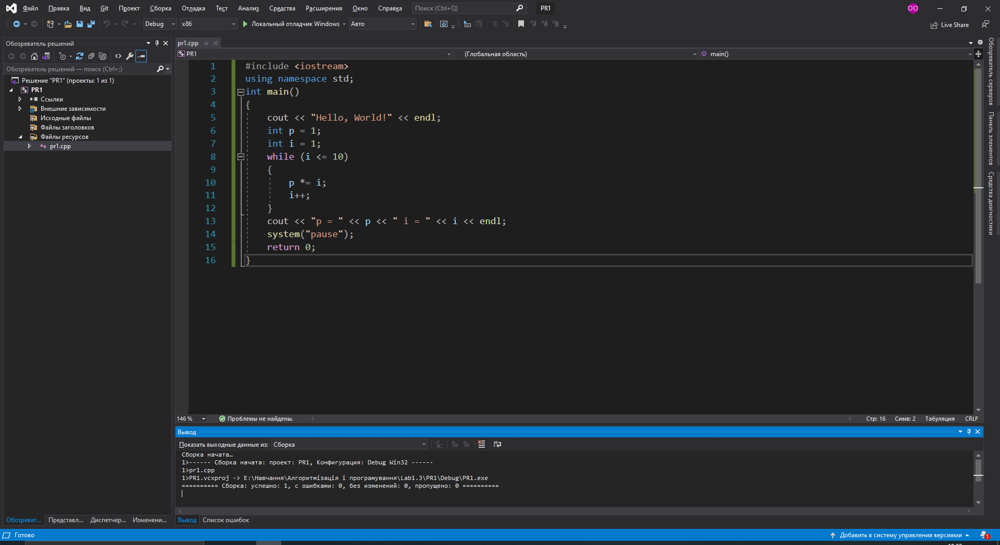 Файл Правка Вид Git Проект Сборка Отладка Тест Анализ Средства Расширения Окно Справка Поиск (Ctrl+Q) PR1 OO
Debug x86 Локальный отладчик Windows Авто Live Share
Обозреватель решений
Обозреватель решений — поиск (Ctrl+;)
Решение "PR1" (проекты: 1 из 1)
PR1
Ссылки
Внешние зависимости
Исходные файлы
Файлы заголовков
Файлы ресурсов
pr1.cpp
Обозреват... Представл... Диспетчер... Изменени...
pr1.cpp
PR1 (Глобальная область) main()
1 #include <iostream>
2 using namespace std;
3 int main()
4 {
5 cout << "Hello, World!" << endl;
6 int p = 1;
7 int i = 1;
8 while (i <= 10)
9 {
10 p *= i;
11 i++;
12 }
13 cout << "p = " << p << " i = " << i << endl;
14 system("pause");
15 return 0;
16 }
146 % Проблемы не найдены. Стр: 16 Симв: 2 Табуляция CRLF
Вывод
Показать выходные данные из: Сборка
Сборка начата…
1>------ Сборка начата: проект: PR1, Конфигурация: Debug Win32 ------
1>pr1.cpp
1>PR1.vcxproj -> E:\Навчання\Алгоритмізація і програмування\Lab1.3\PR1\Debug\PR1.exe
========== Сборка: успешно: 1, с ошибками: 0, без изменений: 0, пропущено: 0 ==========
Вывод Список ошибок
Обозреватель серверов
Панель элементов
Средства диагностики
Готово Добавить в систему управления версиями 1